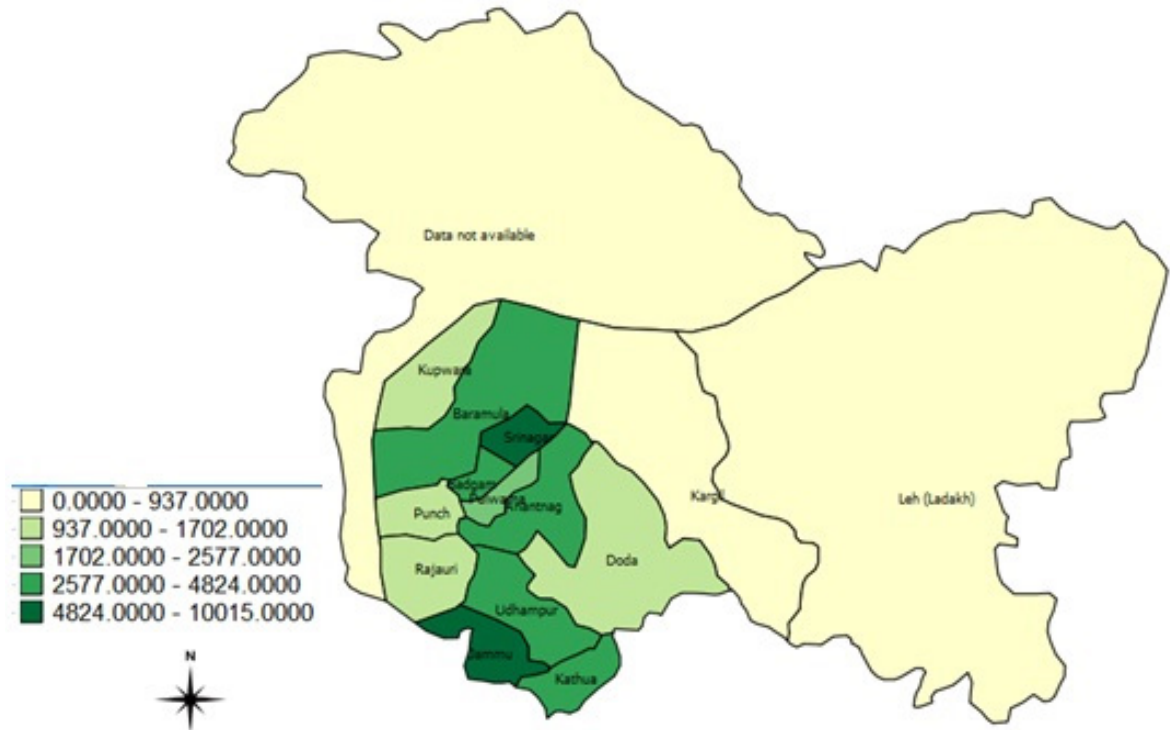 Data not available
Kupwara
Baramula
Srinagar
Badgam
Pulwama
Anantnag
Punch
Kargil
Leh (Ladakh)
Doda
Rajauri
Udhampur
Jammu
Kathua
0.0000 - 937.0000
937.0000 - 1702.0000
1702.0000 - 2577.0000
2577.0000 - 4824.0000
4824.0000 - 10015.0000
N